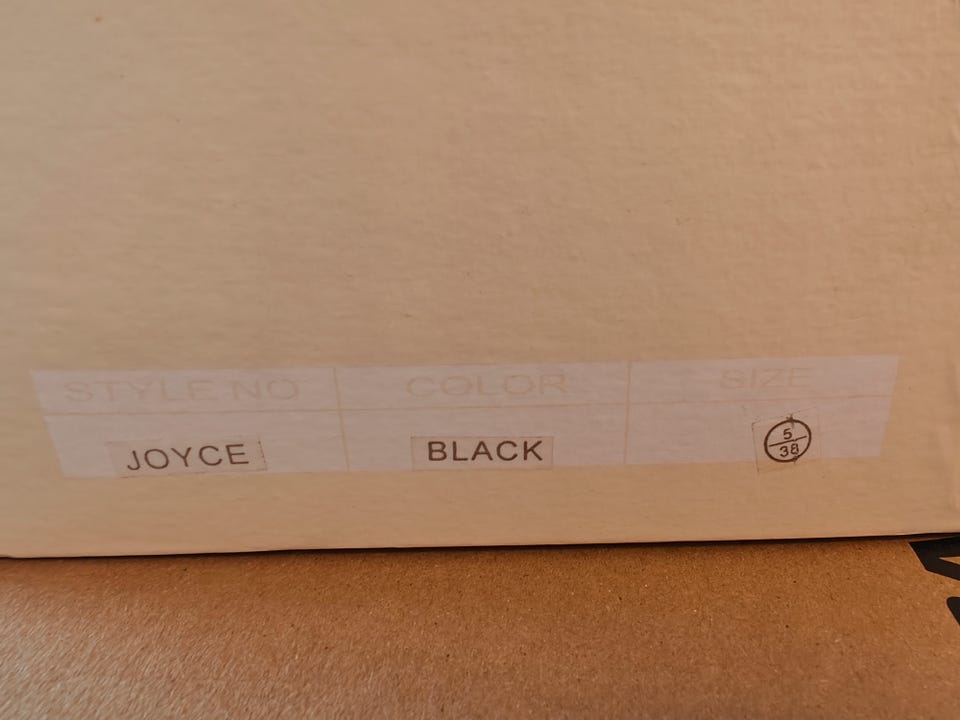 STYLE NO COLOR SIZE
JOYCE BLACK 5
38